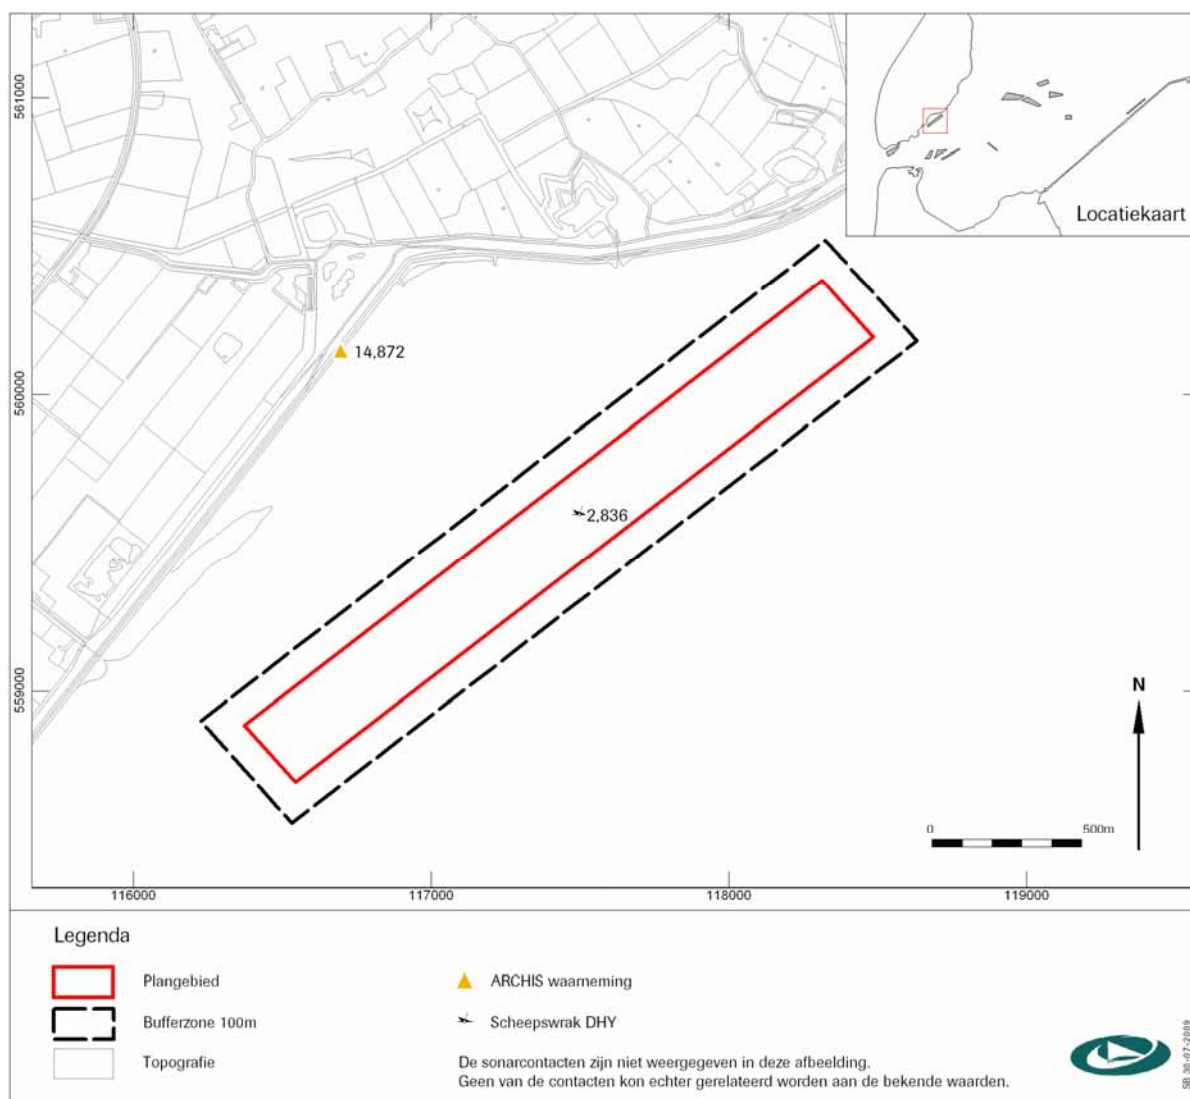 561000
560000
559000
Locatiekaart
14,872
2,836
N
0 500m
116000 117000 118000 119000
Legenda
Plangebied
Bufferzone 100m
Topografie
ARCHIS waarneming
Scheepswrak DHY
De sonarcontacten zijn niet weergegeven in deze afbeelding.
Geen van de contacten kon echter gerelateerd worden aan de bekende waarden.
SB 30-07-2009